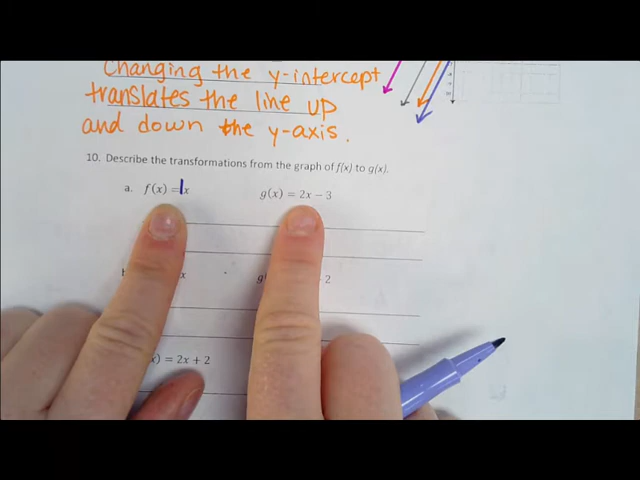 Changing the y-intercept
translates the line up
and down the y-axis.
10. Describe the transformations from the graph of f(x) to g(x).
a. f(x) = 1x g(x) = 2x − 3
x 2
x) = 2x + 2